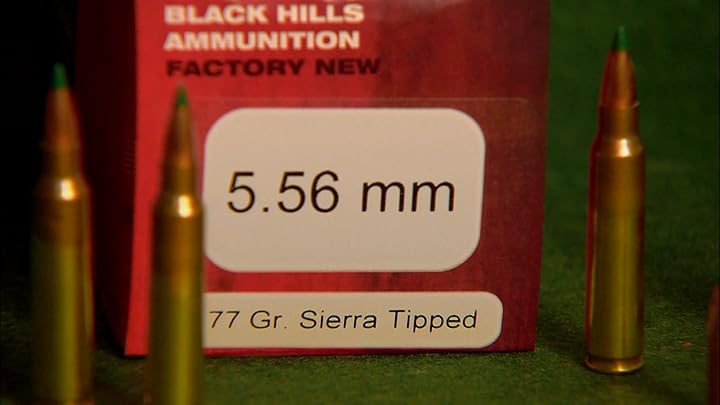 BLACK HILLS
AMMUNITION
FACTORY NEW
5.56 mm
77 Gr. Sierra Tipped